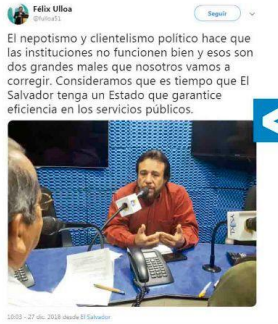 Félix Ulloa
@fulloa51
Seguir
El nepotismo y clientelismo político hace que
las instituciones no funcionen bien y esos son
dos grandes males que nosotros vamos a
corregir. Consideramos que es tiempo que El
Salvador tenga un Estado que garantice
eficiencia en los servicios públicos.
18:03 - 27 dic. 2018 desde El Salvador